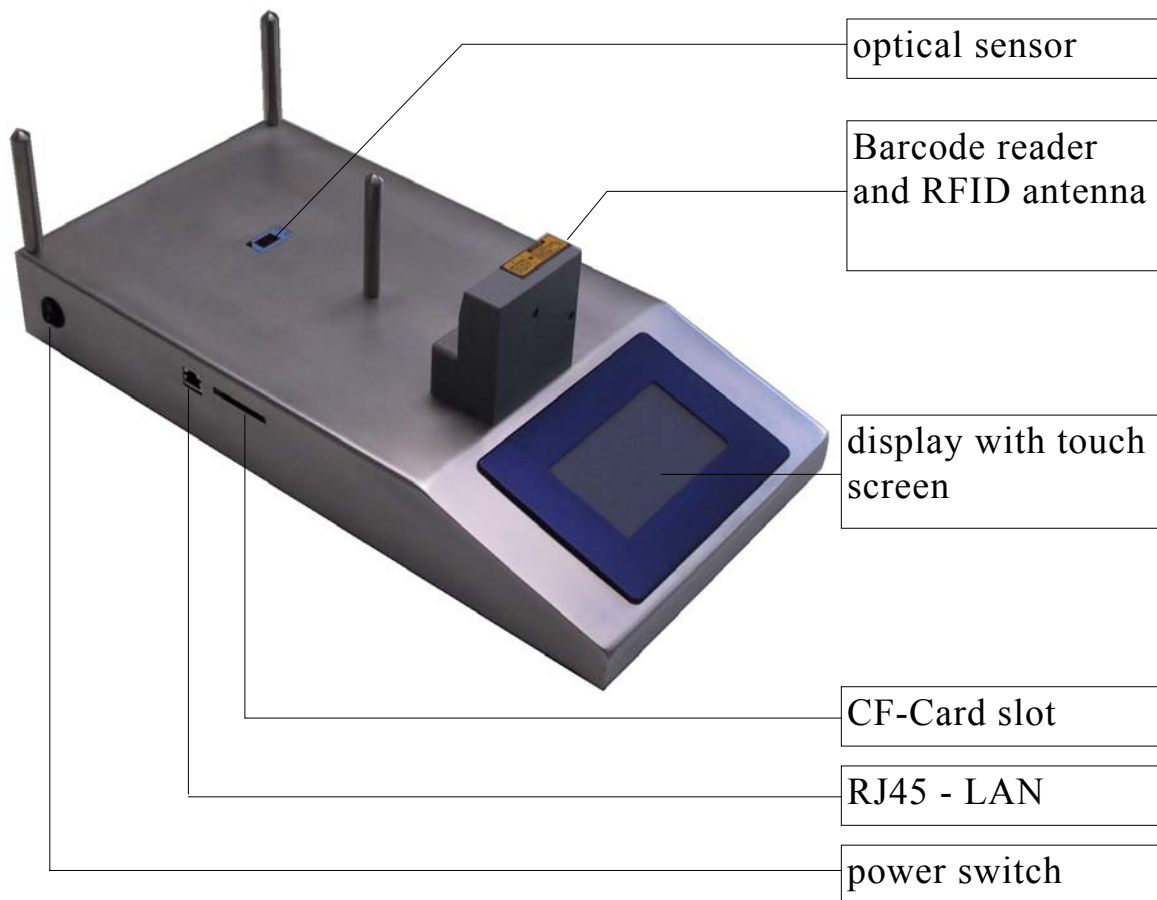 optical sensor
Barcode reader
and RFID antenna
display with touch
screen
CF-Card slot
RJ45 - LAN
power switch